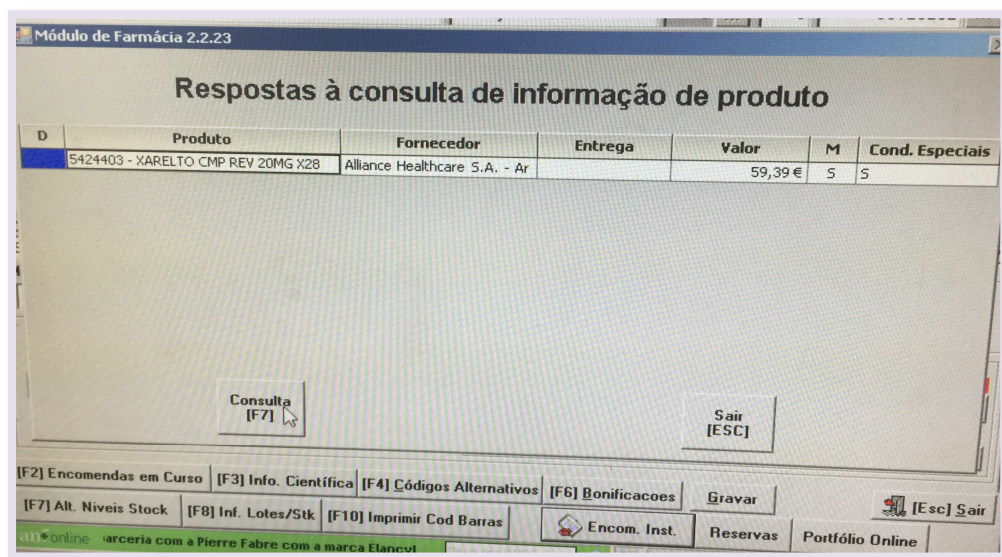 Módulo de Farmácia 2.2.23
Respostas à consulta de informação de produto
D Produto Fornecedor Entrega Valor M Cond. Especiais
5424403 - XARELTO CMP REV 20MG X28 Alliance Healthcare S.A. - Ar 59,39 € S S
Consulta [F7]
Sair [ESC]
[F2] Encomendas em Curso [F3] Info. Científica [F4] Códigos Alternativos [F6] Bonificacoes Gravar
[F7] Alt. Niveis Stock [F8] Inf. Lotes/Stk [F10] Imprimir Cod Barras Encom. Inst. Reservas Portfólio Online [Esc] Sair
online arceria com a Pierre Fabre com a marca Elancyl